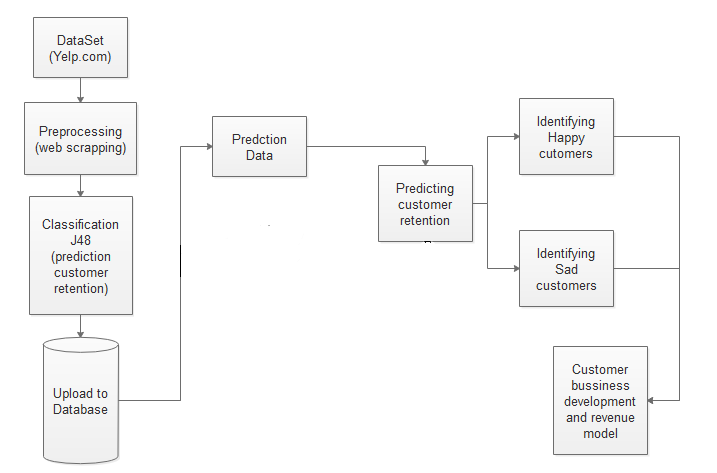 DataSet
(Yelp.com)
Preprocessing
(web scrapping)
Classification
J48
(prediction
customer
retention)
Upload to
Database
Predction
Data
Predicting
customer
retention
Identifying
Happy
cutomers
Identifying
Sad
customers
Customer
bussiness
development
and revenue
model